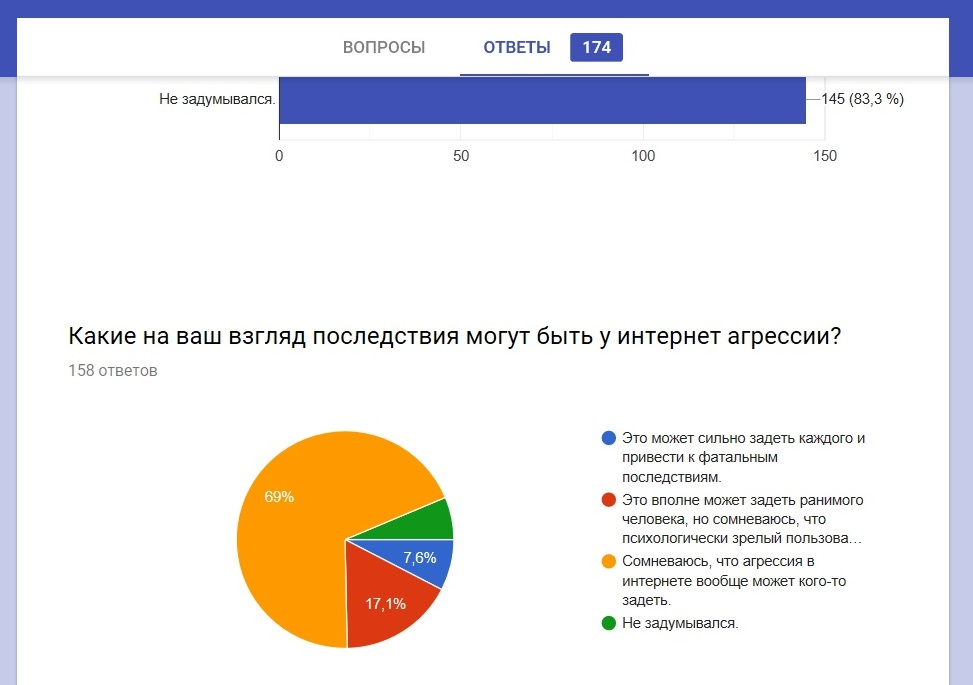 ВОПРОСЫ
ОТВЕТЫ
174
Не задумывался.
145 (83,3 %)
0
50
100
150
Какие на ваш взгляд последствия могут быть у интернет агрессии?
158 ответов
69%
7,6%
17,1%
Это может сильно задеть каждого и
привести к фатальным
последствиям.
Это вполне может задеть ранимого
человека, но сомневаюсь, что
психологически зрелый пользова…
Сомневаюсь, что агрессия в
интернете вообще может кого-то
задеть.
Не задумывался.